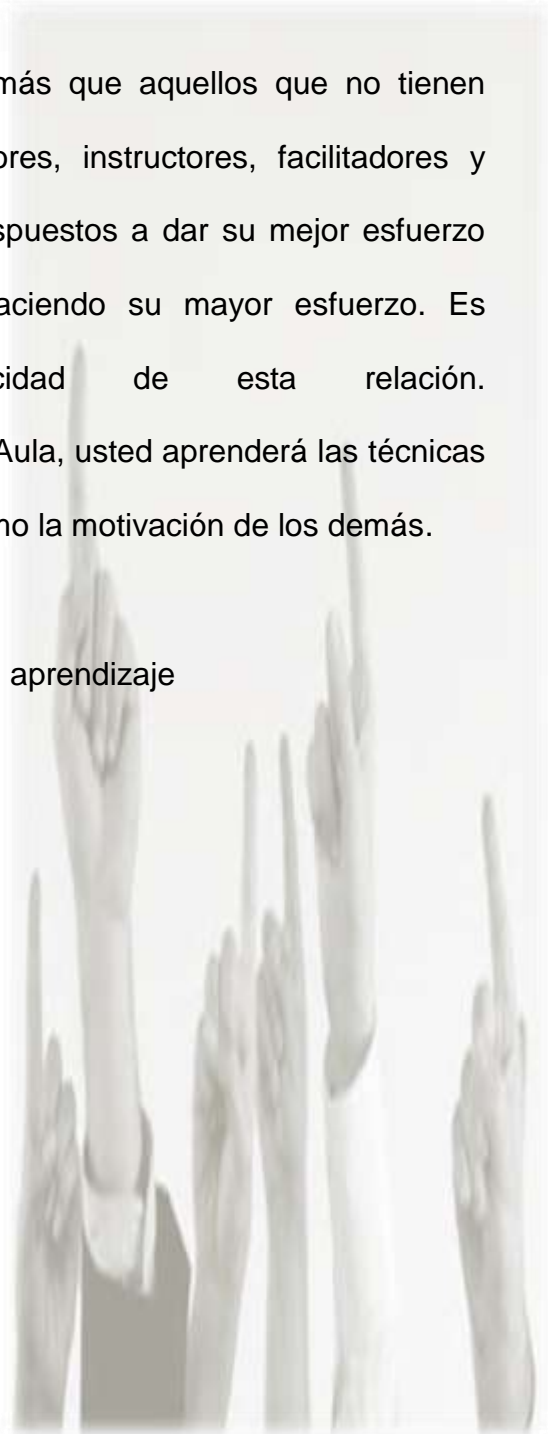 más que aquellos que no tienen
ores, instructores, facilitadores y
spuestos a dar su mejor esfuerzo
aciendo su mayor esfuerzo. Es
cidad de esta relación.
Aula, usted aprenderá las técnicas
mo la motivación de los demás.
aprendizaje